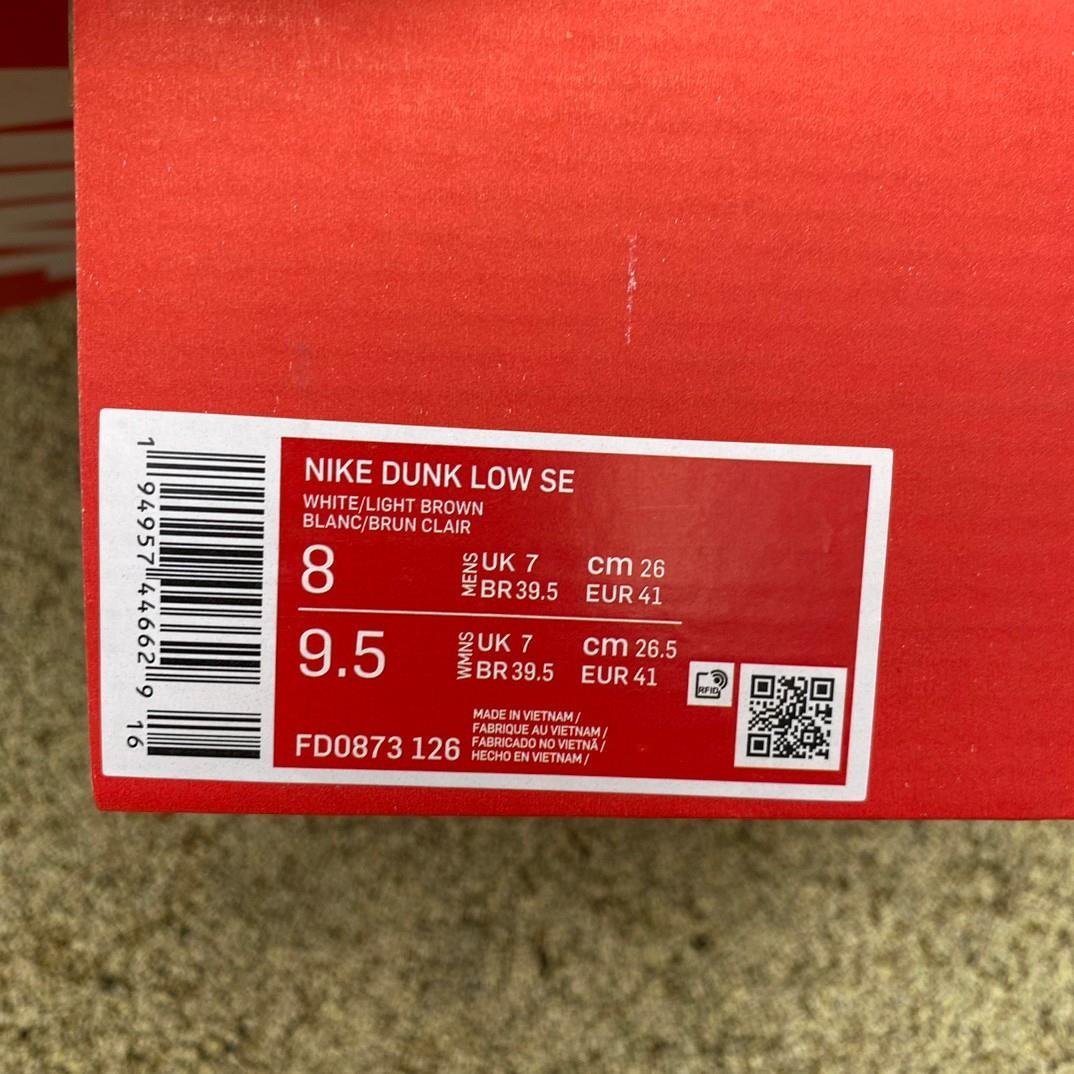 1 94957 44662 9 16
NIKE DUNK LOW SE
WHITE/LIGHT BROWN
BLANC/BRUN CLAIR
8 MENS UK 7 cm 26
BR 39.5 EUR 41
9.5 WMNS UK 7 cm 26.5
BR 39.5 EUR 41
RFID
FD0873 126
MADE IN VIETNAM /
FABRIQUE AU VIETNAM /
FABRICADO NO VIETNÃ /
HECHO EN VIETNAM /